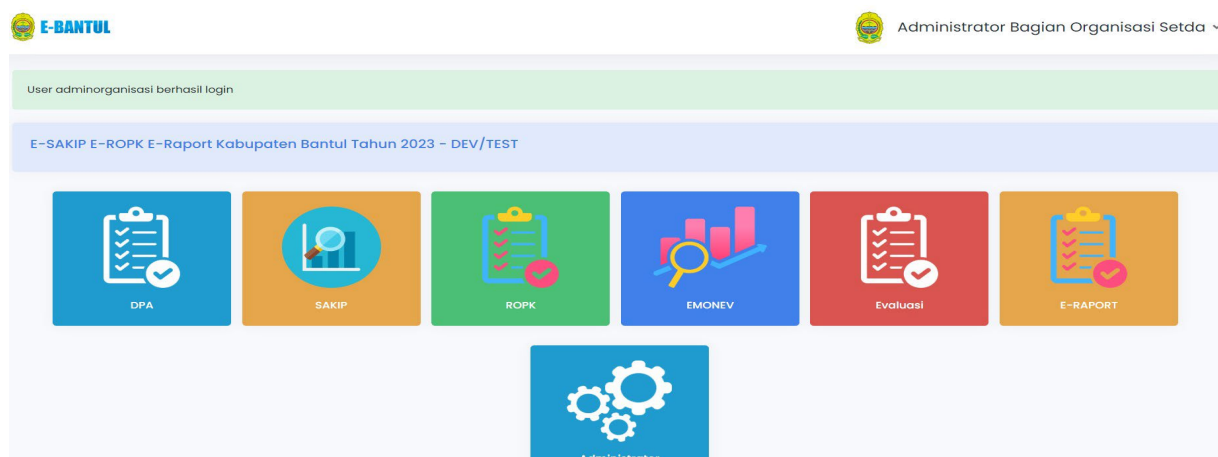 E-BANTUL
Administrator Bagian Organisasi Setda
User adminorganisasi berhasil login
E-SAKIP E-ROPK E-Raport Kabupaten Bantul Tahun 2023 - DEV/TEST
DPA
SAKIP
ROPK
EMONEV
Evaluasi
E-RAPORT
Administrator